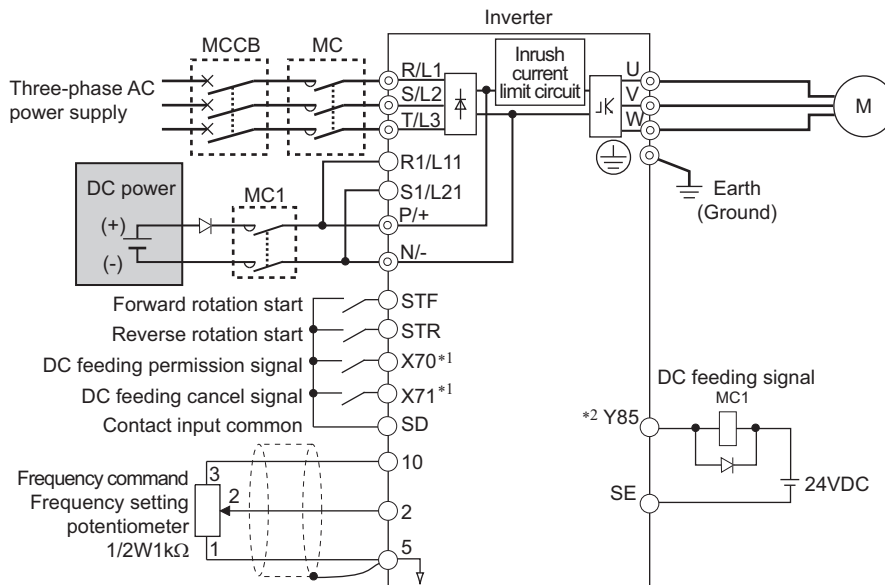 Inverter
MCCB
MC
Three-phase AC
power supply
R/L1
S/L2
T/L3
Inrush
current
limit circuit
U
V
W
M
R1/L11
S1/L21
Earth
(Ground)
DC power
(+)
(-)
MC1
P/+
N/-
Forward rotation start
STF
Reverse rotation start
STR
DC feeding permission signal
X70*1
DC feeding cancel signal
X71*1
Contact input common
SD
DC feeding signal
MC1
*2 Y85
SE
24VDC
Frequency command
Frequency setting
potentiometer
1/2W1kΩ
3
2
1
10
2
5